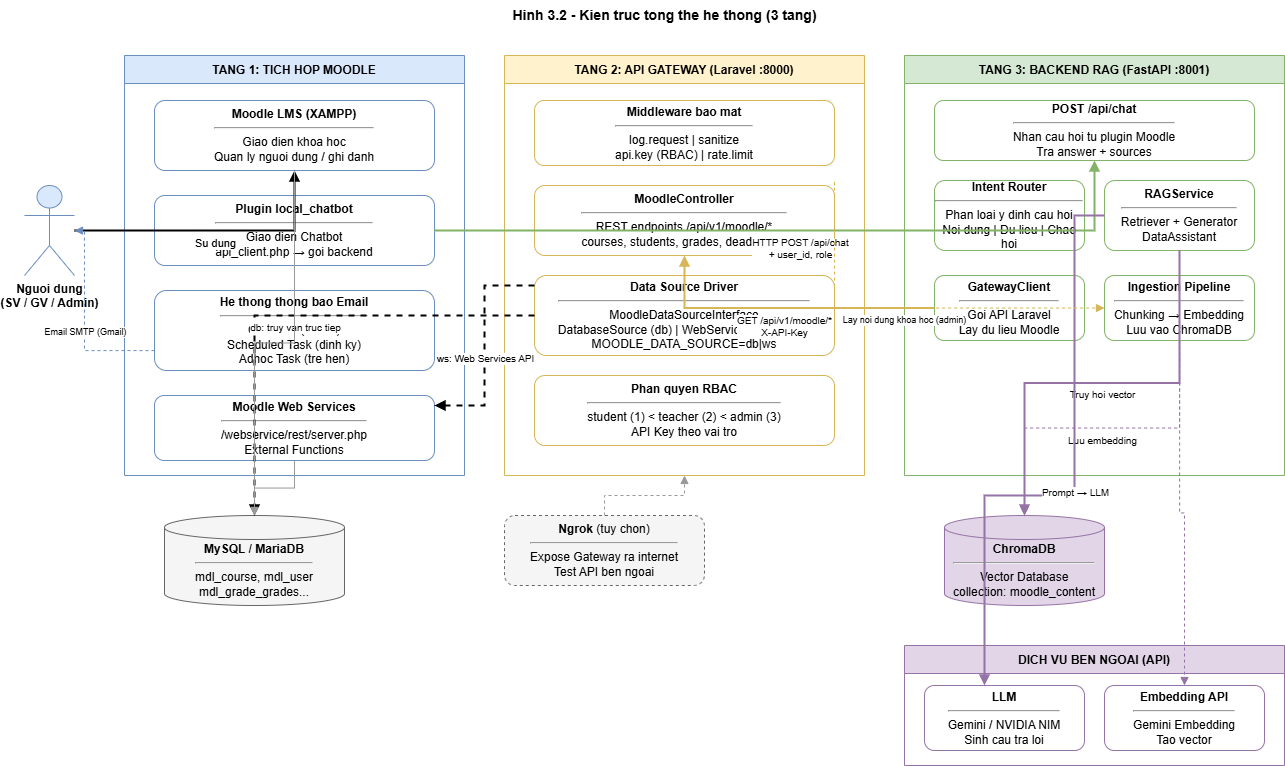 Hinh 3.2 - Kien truc tong the he thong (3 tang)
TANG 1: TICH HOP MOODLE
Moodle LMS (XAMPP)
Giao dien khoa hoc
Quan ly nguoi dung / ghi danh
Plugin local_chatbot
Giao dien Chatbot
api_client.php → goi backend
Su dung
He thong thong bao Email
db: truy van truc tiep
Scheduled Task (dinh ky)
Adhoc Task (tre hen)
Moodle Web Services
/webservice/rest/server.php
External Functions
Nguoi dung
(SV / GV / Admin)
Email SMTP (Gmail)
MySQL / MariaDB
mdl_course, mdl_user
mdl_grade_grades...
TANG 2: API GATEWAY (Laravel :8000)
Middleware bao mat
log.request | sanitize
api.key (RBAC) | rate.limit
MoodleController
REST endpoints /api/v1/moodle/*
courses, students, grades, dead
HTTP POST /api/chat
+ user_id, role
Data Source Driver
MoodleDataSourceInterface
DatabaseSource (db) | WebServic
MOODLE_DATA_SOURCE=db|ws
GET /api/v1/moodle/*
X-API-Key
ws: Web Services API
Phan quyen RBAC
student (1) < teacher (2) < admin (3)
API Key theo vai tro
Ngrok (tuy chon)
Expose Gateway ra internet
Test API ben ngoai
TANG 3: BACKEND RAG (FastAPI :8001)
POST /api/chat
Nhan cau hoi tu plugin Moodle
Tra answer + sources
Intent Router
Phan loai y dinh cau hoi
Noi dung | Du lieu | Chao
hoi
RAGService
Retriever + Generator
DataAssistant
GatewayClient
Goi API Laravel
Lay du lieu Moodle
Lay noi dung khoa hoc (admin)
Ingestion Pipeline
Chunking → Embedding
Luu vao ChromaDB
Truy hoi vector
Luu embedding
Prompt → LLM
ChromaDB
Vector Database
collection: moodle_content
DICH VU BEN NGOAI (API)
LLM
Gemini / NVIDIA NIM
Sinh cau tra loi
Embedding API
Gemini Embedding
Tao vector